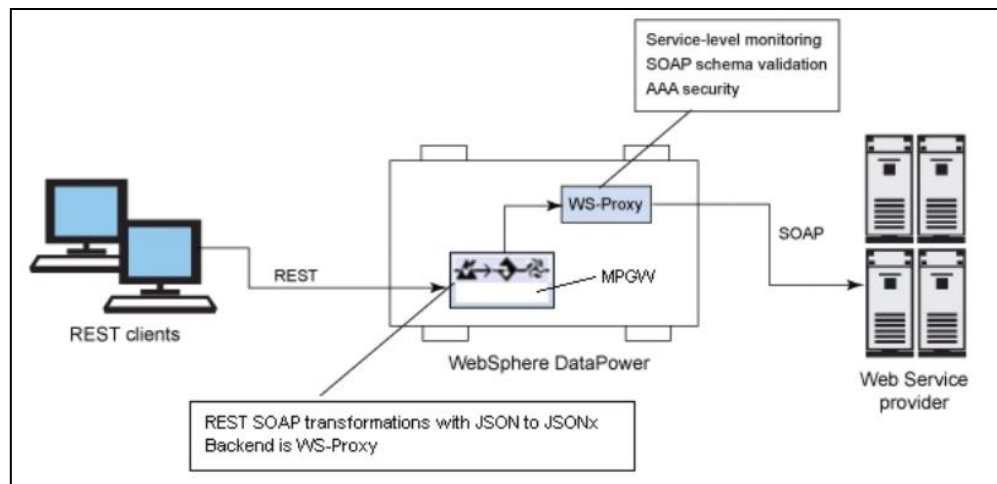 Service-level monitoring
SOAP schema validation
AAA security
WS-Proxy
SOAP
REST
MPGW
REST clients
WebSphere DataPower
Web Service
provider
REST SOAP transformations with JSON to JSONx
Backend is WS-Proxy